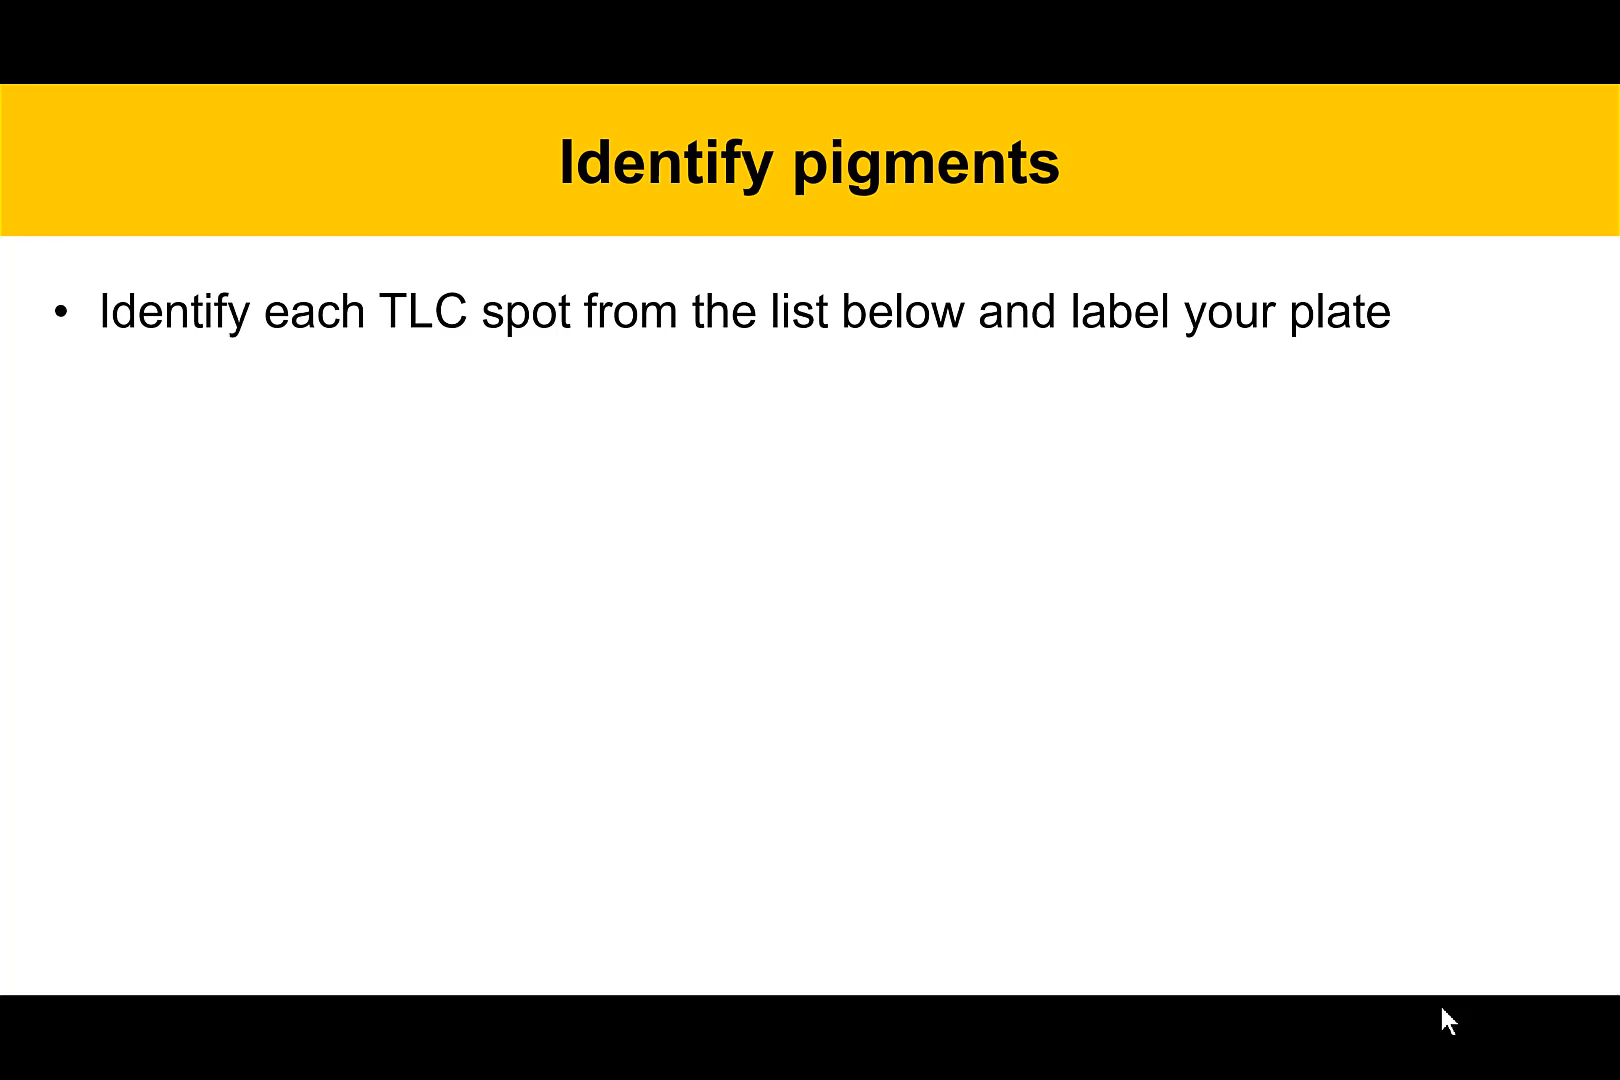 Identify pigments
• Identify each TLC spot from the list below and label your plate